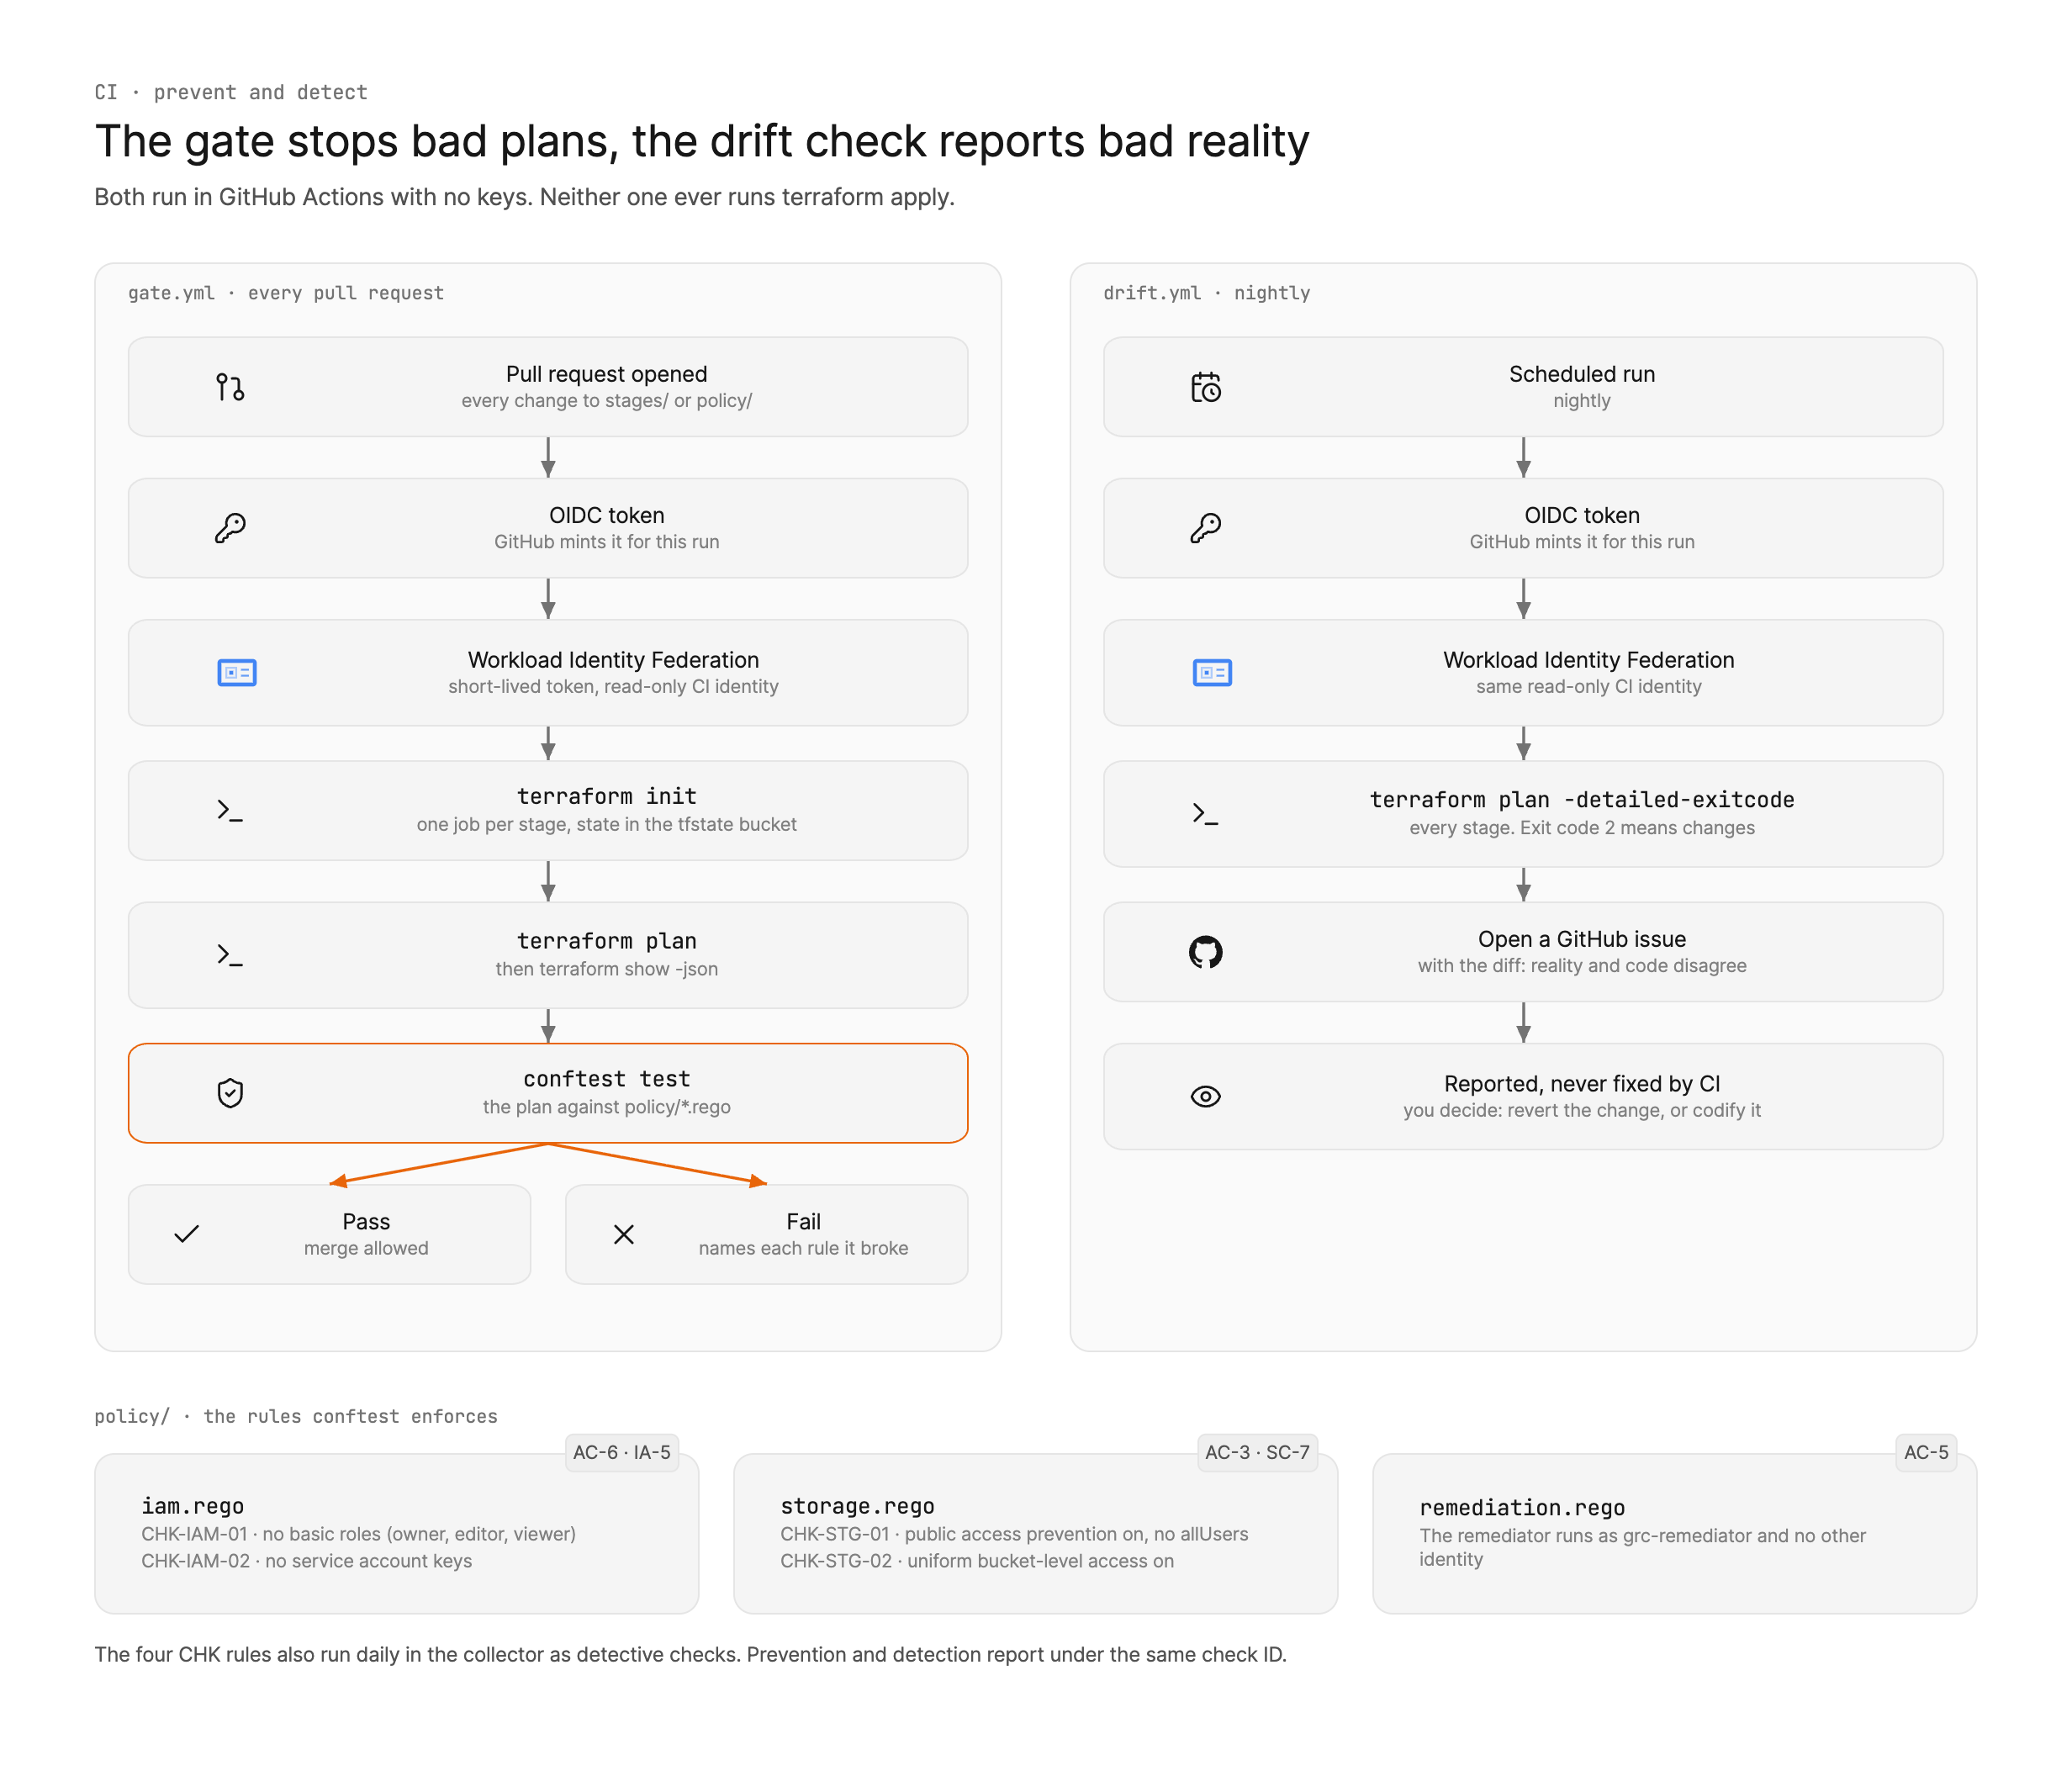 CI · prevent and detect
The gate stops bad plans, the drift check reports bad reality
Both run in GitHub Actions with no keys. Neither one ever runs terraform apply.
gate.yml · every pull request
Pull request opened
every change to stages/ or policy/
OIDC token
GitHub mints it for this run
Workload Identity Federation
short-lived token, read-only CI identity
terraform init
one job per stage, state in the tfstate bucket
terraform plan
then terraform show -json
conftest test
the plan against policy/*.rego
Pass
merge allowed
Fail
names each rule it broke
drift.yml · nightly
Scheduled run
nightly
OIDC token
GitHub mints it for this run
Workload Identity Federation
same read-only CI identity
terraform plan -detailed-exitcode
every stage. Exit code 2 means changes
Open a GitHub issue
with the diff: reality and code disagree
Reported, never fixed by CI
you decide: revert the change, or codify it
policy/ · the rules conftest enforces
AC-6 · IA-5
iam.rego
CHK-IAM-01 · no basic roles (owner, editor, viewer)
CHK-IAM-02 · no service account keys
AC-3 · SC-7
storage.rego
CHK-STG-01 · public access prevention on, no allUsers
CHK-STG-02 · uniform bucket-level access on
AC-5
remediation.rego
The remediator runs as grc-remediator and no other
identity
The four CHK rules also run daily in the collector as detective checks. Prevention and detection report under the same check ID.